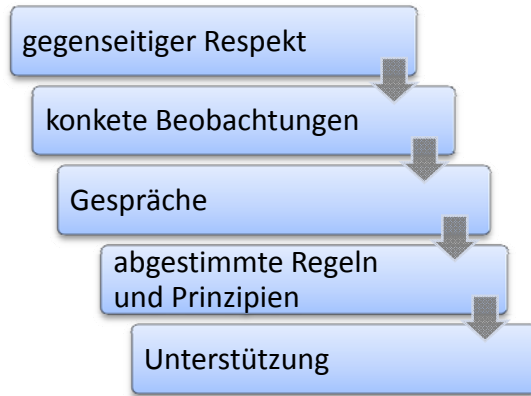 gegenseitiger Respekt
konkete Beobachtungen
Gespräche
abgestimmte Regeln
und Prinzipien
Unterstützung